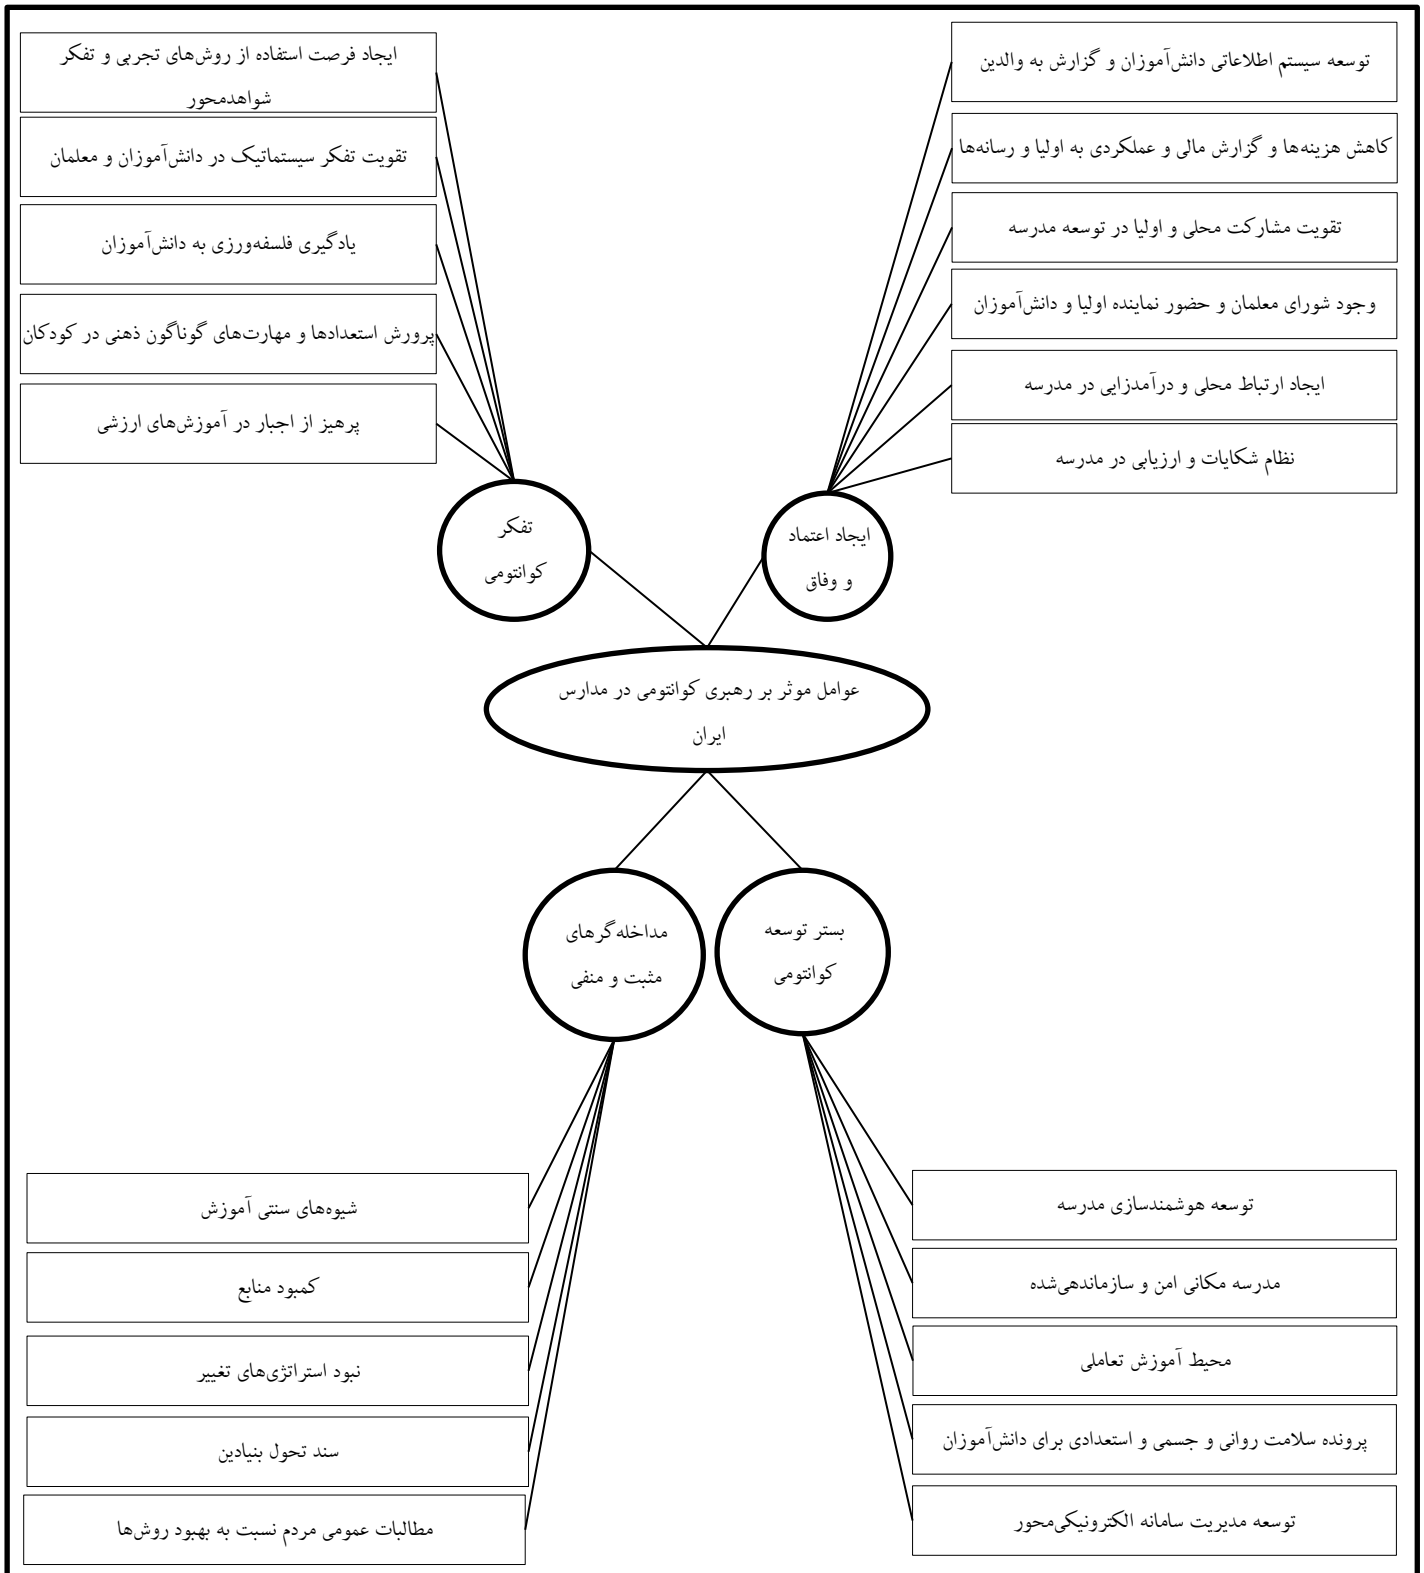 توسعه سیستم اطلاعاتی دانش‌آموزان و گزارش به والدین
کاهش هزینه‌ها و گزارش مالی و عملکردی به اولیا و رسانه‌ها
تقویت مشارکت محلی و اولیا در توسعه مدرسه
وجود شورای معلمان و حضور نماینده اولیا و دانش‌آموزان
ایجاد ارتباط محلی و درآمدزایی در مدرسه
نظام شکایات و ارزیابی در مدرسه
ایجاد فرصت استفاده از روش‌های تجربی و تفکر
شواهدمحور
تقویت تفکر سیستماتیک در دانش‌آموزان و معلمان
یادگیری فلسفه‌ورزی به دانش‌آموزان
پرورش استعدادها و مهارت‌های گوناگون ذهنی در کودکان
پرهیز از اجبار در آموزش‌های ارزشی
ایجاد اعتماد
و وفاق
تفکر
کوانتومی
عوامل موثر بر رهبری کوانتومی در مدارس
ایران
بستر توسعه
کوانتومی
مداخله‌گرهای
مثبت و منفی
توسعه هوشمندسازی مدرسه
مدرسه مکانی امن و سازماندهی‌شده
محیط آموزش تعاملی
پرونده سلامت روانی و جسمی و استعدادی برای دانش‌آموزان
توسعه مدیریت سامانه الکترونیکی‌محور
شیوه‌های سنتی آموزش
کمبود منابع
نبود استراتژی‌های تغییر
سند تحول بنیادین
مطالبات عمومی مردم نسبت به بهبود روش‌ها